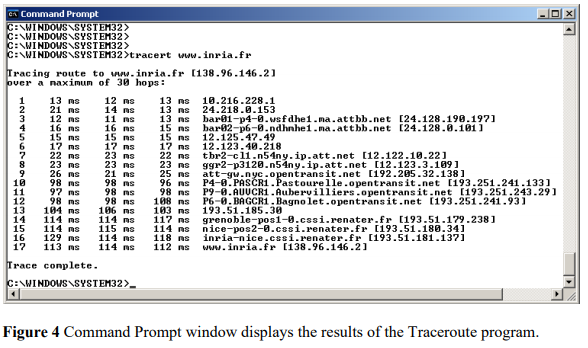 Command Prompt
C:\WINDOWS\SYSTEM32>
C:\WINDOWS\SYSTEM32>
C:\WINDOWS\SYSTEM32>
C:\WINDOWS\SYSTEM32>tracert www.inria.fr
Tracing route to www.inria.fr [138.96.146.2]
over a maximum of 30 hops:
1 13 ms 12 ms 13 ms 10.216.228.1
2 21 ms 14 ms 13 ms 24.218.0.153
3 12 ms 11 ms 13 ms bar01-p4-0.wsfdhe1.ma.attbb.net [24.128.190.197]
4 16 ms 16 ms 15 ms bar02-p6-0.ndhmhe1.ma.attbb.net [24.128.0.101]
5 15 ms 15 ms 15 ms 12.125.47.49
6 17 ms 17 ms 17 ms 12.123.40.218
7 22 ms 23 ms 22 ms tbr2-cl1.n54ny.ip.att.net [12.122.10.22]
8 23 ms 23 ms 22 ms ggr2-p3120.n54ny.ip.att.net [12.123.3.109]
9 26 ms 21 ms 25 ms att-gw.nyc.opentransit.net [192.205.32.138]
10 98 ms 98 ms 96 ms P4-0.PASCR1.Pastourelle.opentransit.net [193.251.241.133]
11 97 ms 98 ms 98 ms P9-0.AUVCR1.Aubervilliers.opentransit.net [193.251.243.29]
12 98 ms 98 ms 108 ms P6-0.BAGCR1.Bagnolet.opentransit.net [193.251.241.93]
13 104 ms 106 ms 103 ms 193.51.185.30
14 114 ms 114 ms 117 ms grenoble-pos1-0.cssi.renater.fr [193.51.179.238]
15 114 ms 115 ms 114 ms nice-pos2-0.cssi.renater.fr [193.51.180.34]
16 129 ms 114 ms 118 ms inria-nice.cssi.renater.fr [193.51.181.137]
17 113 ms 114 ms 112 ms www.inria.fr [138.96.146.2]
Trace complete.
C:\WINDOWS\SYSTEM32>_
Figure 4 Command Prompt window displays the results of the Traceroute program.